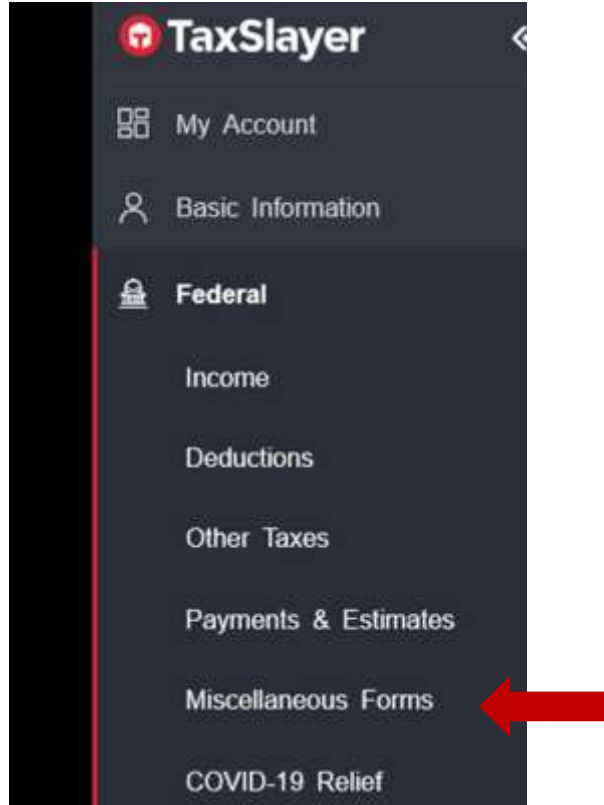 TaxSlayer
My Account
Basic Information
Federal
Income
Deductions
Other Taxes
Payments & Estimates
Miscellaneous Forms
COVID-19 Relief